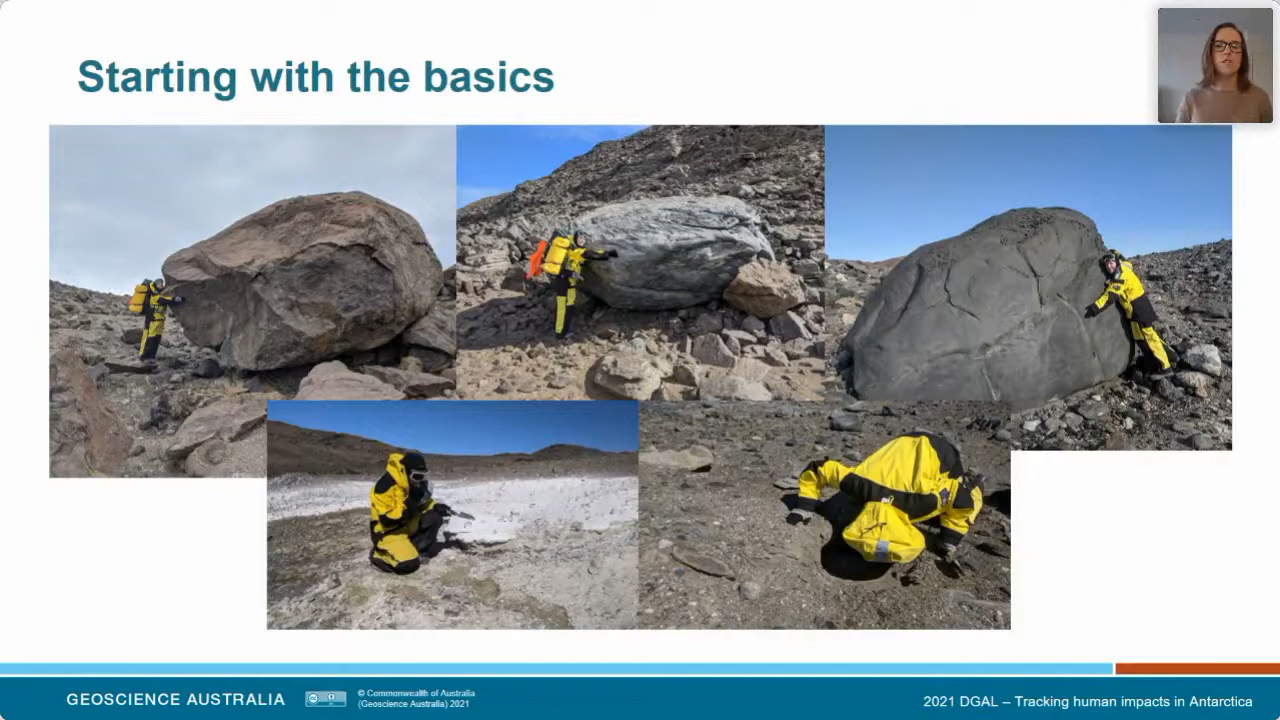 Starting with the basics
GEOSCIENCE AUSTRALIA
© Commonwealth of Australia
(Geoscience Australia) 2021
2021 DGAL – Tracking human impacts in Antarctica